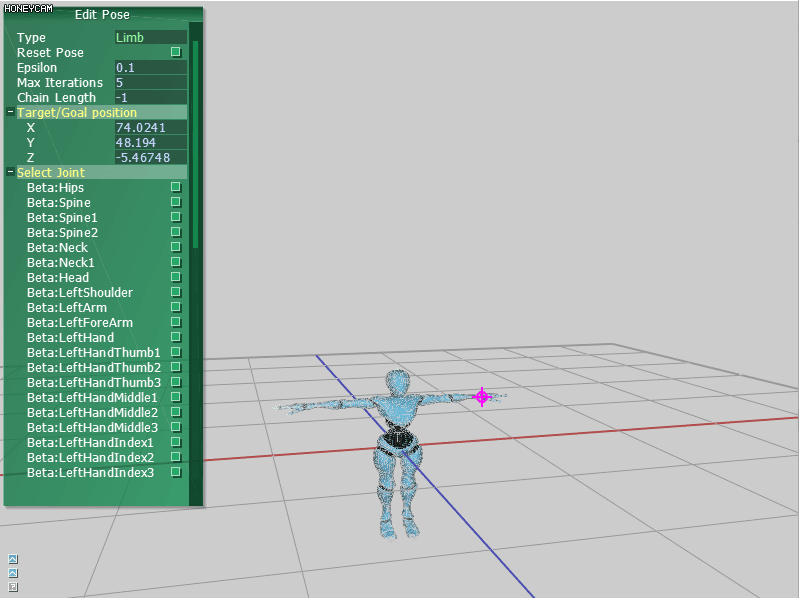 HONEYCAM
Edit Pose
Type Limb
Reset Pose
Epsilon 0.1
Max Iterations 5
Chain Length -1
Target/Goal position
X 74.0241
Y 48.194
Z -5.46748
Select Joint
Beta:Hips
Beta:Spine
Beta:Spine1
Beta:Spine2
Beta:Neck
Beta:Neck1
Beta:Head
Beta:LeftShoulder
Beta:LeftArm
Beta:LeftForeArm
Beta:LeftHand
Beta:LeftHandThumb1
Beta:LeftHandThumb2
Beta:LeftHandThumb3
Beta:LeftHandMiddle1
Beta:LeftHandMiddle2
Beta:LeftHandMiddle3
Beta:LeftHandIndex1
Beta:LeftHandIndex2
Beta:LeftHandIndex3